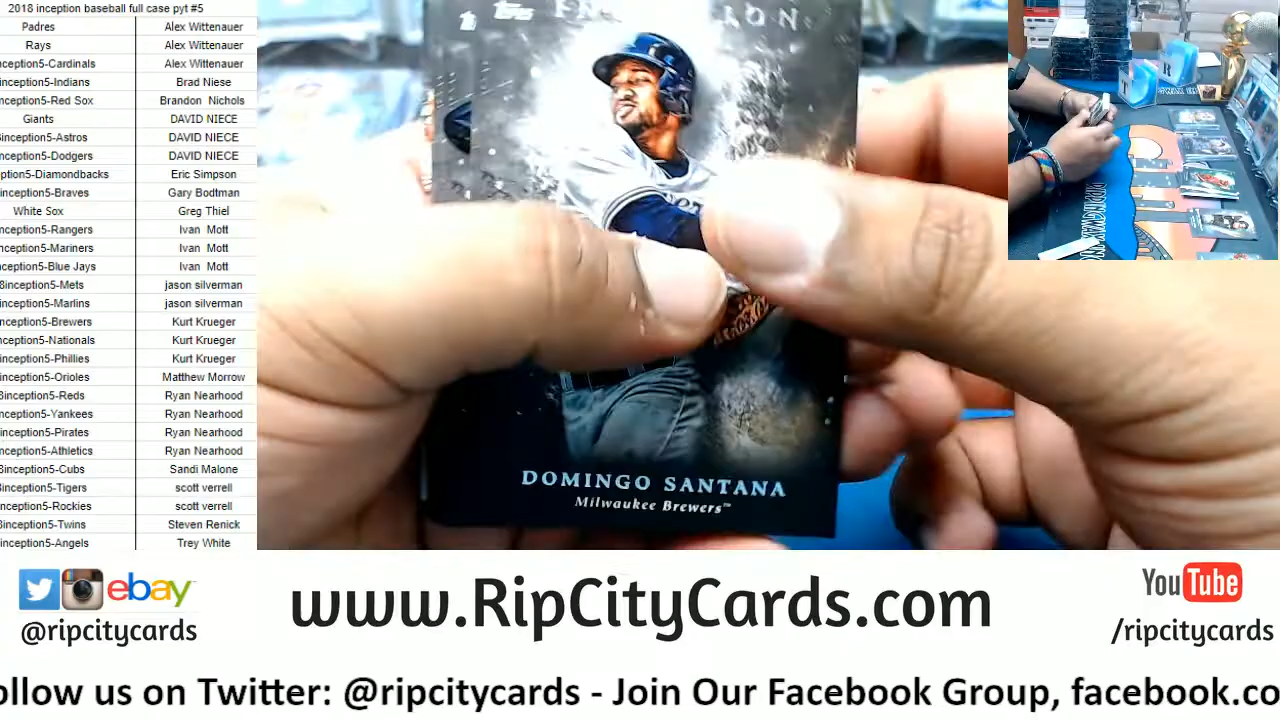 2018 inception baseball full case pyt #5
Padres Alex Wittenauer
Rays Alex Wittenauer
nception5-Cardinals Alex Wittenauer
inception5-Indians Brad Niese
nception5-Red Sox Brandon Nichols
Giants DAVID NIECE
8inception5-Astros DAVID NIECE
nception5-Dodgers DAVID NIECE
ption5-Diamondbacks Eric Simpson
nception5-Braves Gary Bodtman
White Sox Greg Thiel
nception5-Rangers Ivan Mott
nception5-Mariners Ivan Mott
nception5-Blue Jays Ivan Mott
8inception5-Mets jason silverman
inception5-Marlins jason silverman
nception5-Brewers Kurt Krueger
nception5-Nationals Kurt Krueger
nception5-Phillies Kurt Krueger
inception5-Orioles Matthew Morrow
8inception5-Reds Ryan Nearhood
nception5-Yankees Ryan Nearhood
inception5-Pirates Ryan Nearhood
nception5-Athletics Ryan Nearhood
8inception5-Cubs Sandi Malone
8inception5-Tigers scott verrell
nception5-Rockies scott verrell
8inception5-Twins Steven Renick
inception5-Angels Trey White
DOMINGO SANTANA
Milwaukee Brewers™
ebay
@ripcitycards
www.RipCityCards.com
YouTube
/ripcitycards
ollow us on Twitter: @ripcitycards - Join Our Facebook Group, facebook.co